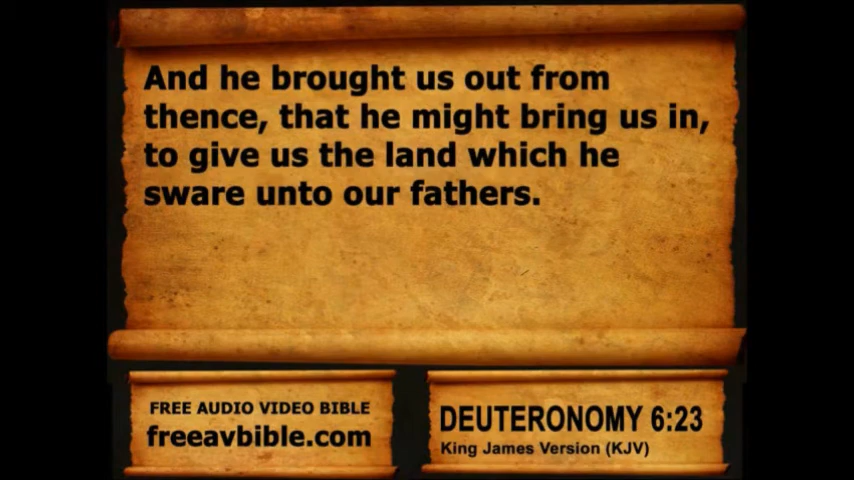 And he brought us out from
thence, that he might bring us in,
to give us the land which he
sware unto our fathers.
FREE AUDIO VIDEO BIBLE
freeavbible.com
DEUTERONOMY 6:23
King James Version (KJV)